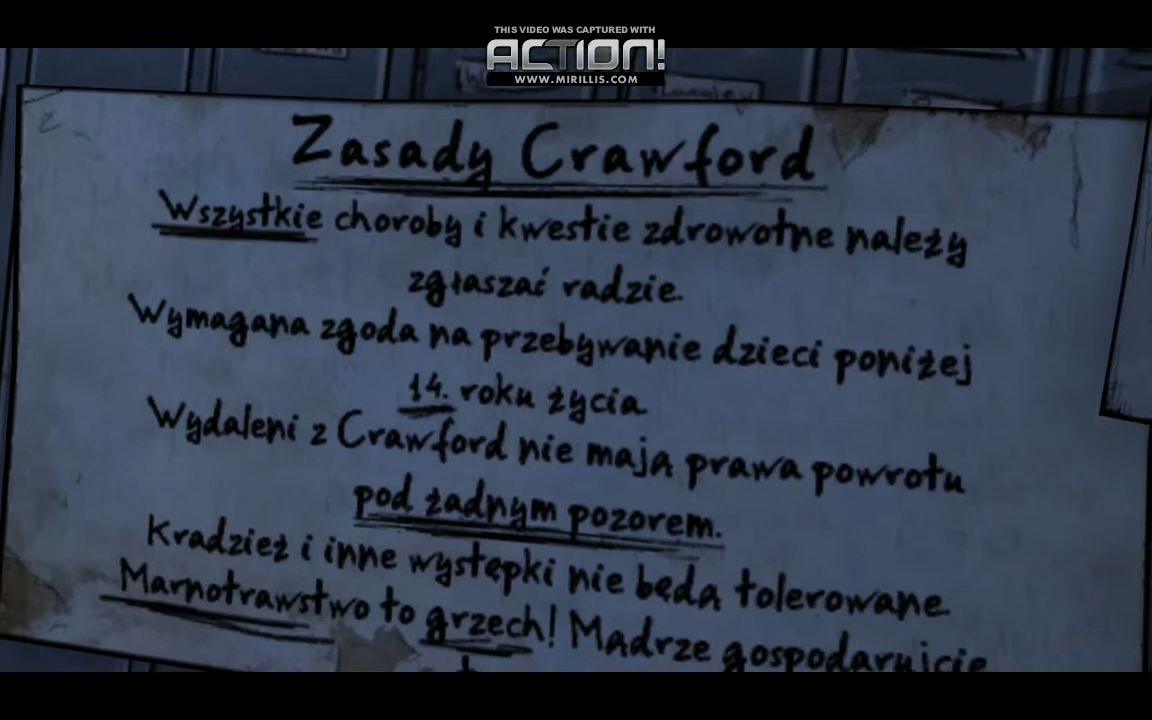 THIS VIDEO WAS CAPTURED WITH
ACTION!
WWW.MIRILLIS.COM
Zasady Crawford
Wszystkie choroby i kwestie zdrowotne należy
zgłaszać radzie.
Wymagana zgoda na przebywanie dzieci poniżej
14. roku życia.
Wydaleni z Crawford nie mają prawa powrotu
pod żadnym pozorem.
Kradzież i inne występki nie będą tolerowane.
Marnotrawstwo to grzech! Mądrze gospodarujcie